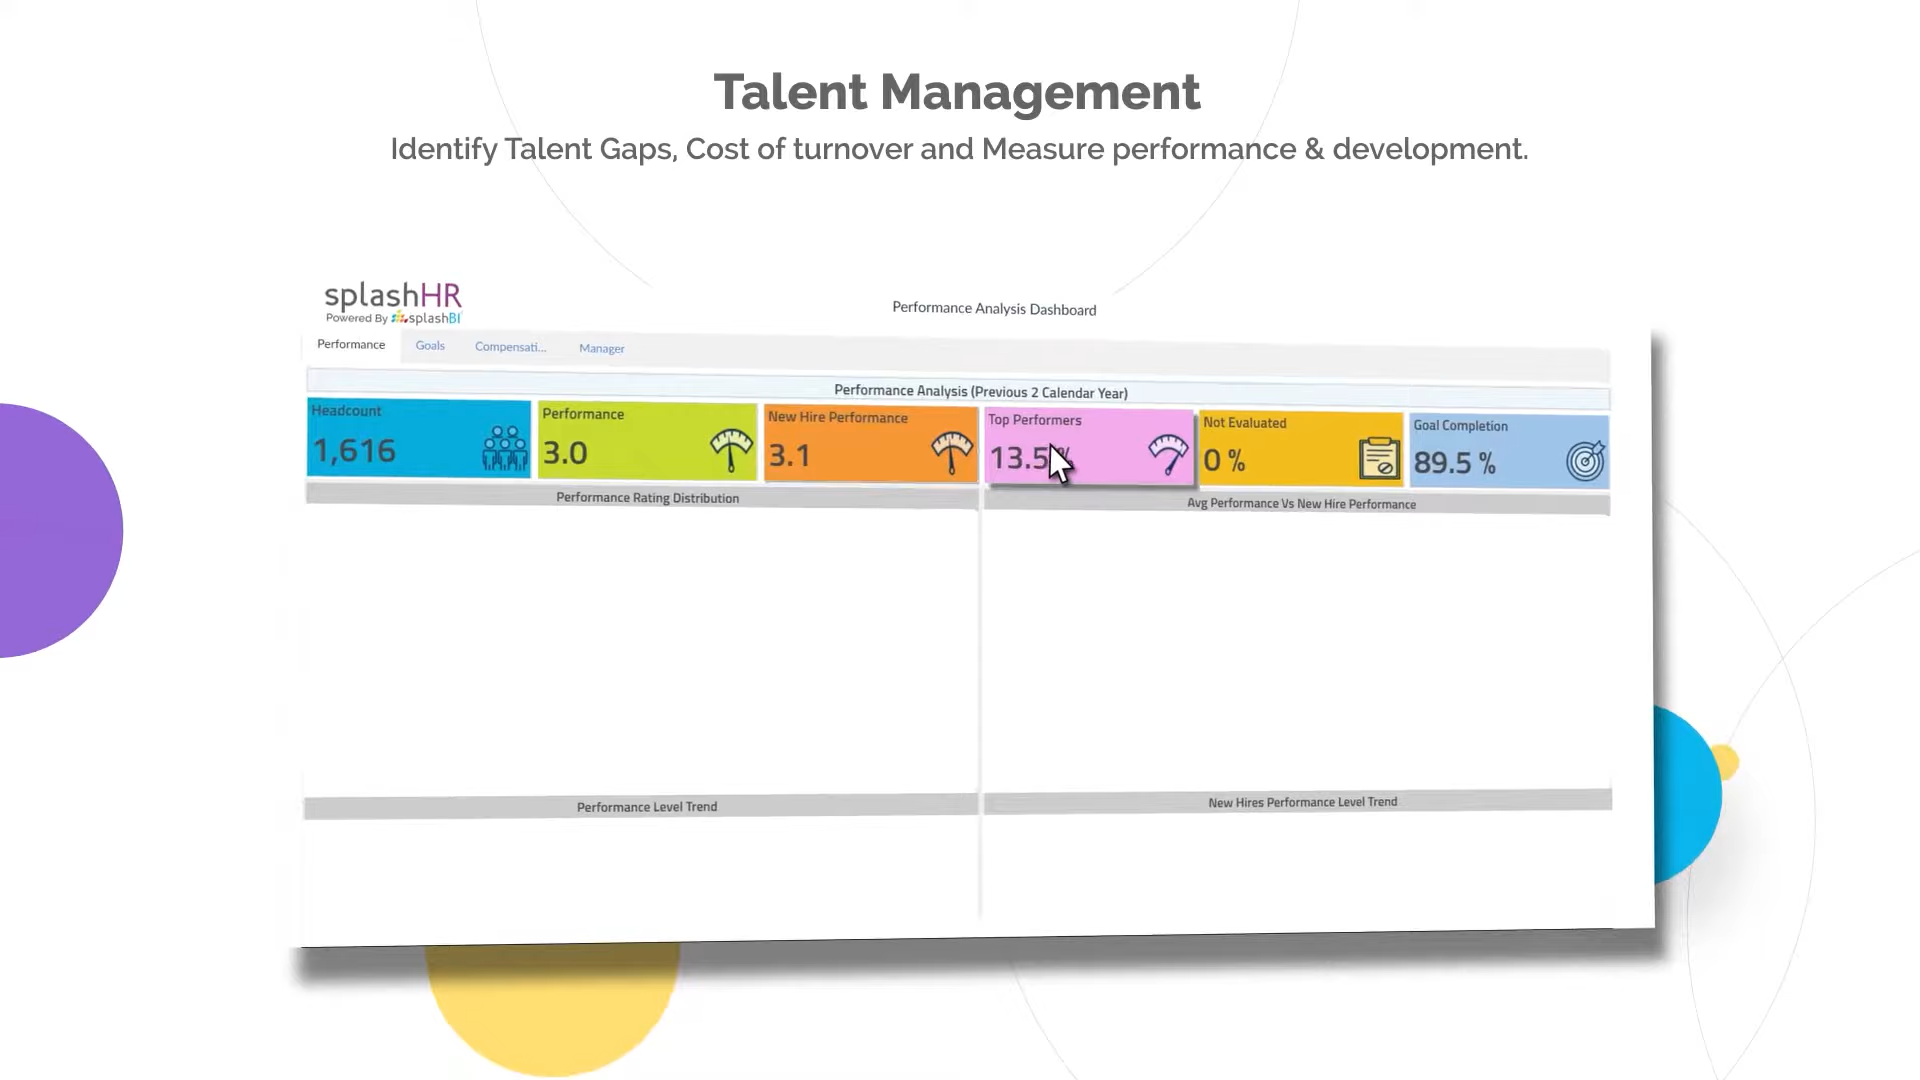 Talent Management
Identify Talent Gaps, Cost of turnover and Measure performance & development.
splashHR
Powered By splashBI
Performance Analysis Dashboard
Performance Goals Compensati... Manager
Performance Analysis (Previous 2 Calendar Year)
Headcount Performance New Hire Performance Top Performers Not Evaluated Goal Completion
1,616 3.0 3.1 13.5 % 0 % 89.5 %
Performance Rating Distribution Avg Performance Vs New Hire Performance
Performance Level Trend New Hires Performance Level Trend